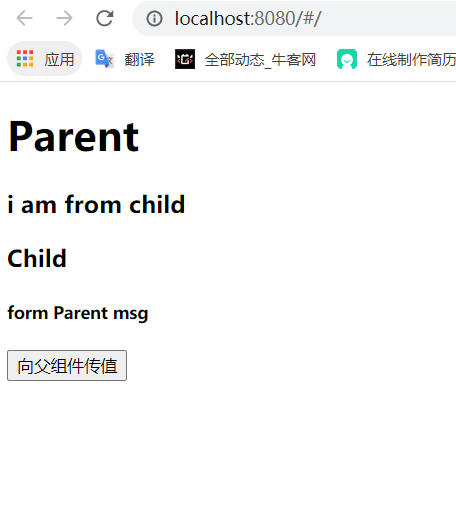 localhost:8080/#/
应用 翻译 全部动态_牛客网 在线制作简历
Parent
i am from child
Child
form Parent msg
向父组件传值